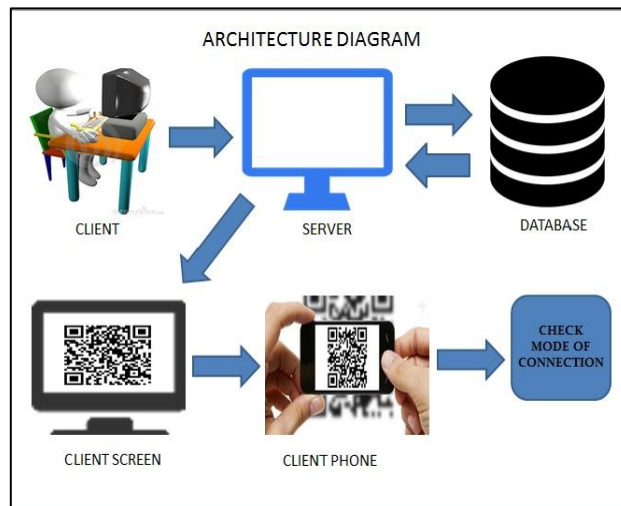 ARCHITECTURE DIAGRAM
CLIENT
SERVER
DATABASE
CHECK
MODE OF
CONNECTION
CLIENT SCREEN
CLIENT PHONE